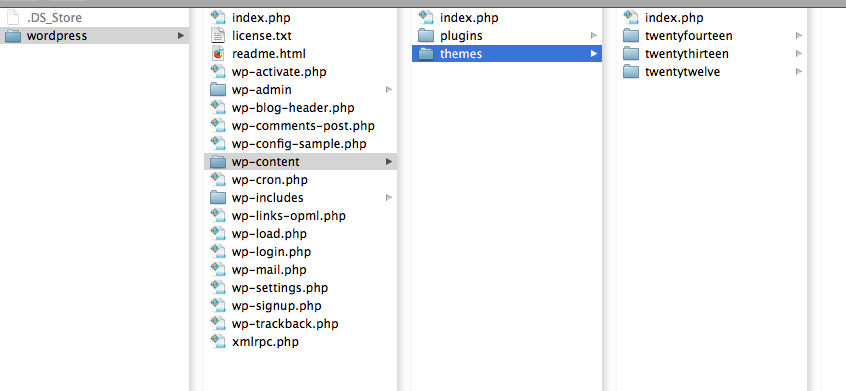 .DS_Store
wordpress
index.php
license.txt
readme.html
wp-activate.php
wp-admin
wp-blog-header.php
wp-comments-post.php
wp-config-sample.php
wp-content
wp-cron.php
wp-includes
wp-links-opml.php
wp-load.php
wp-login.php
wp-mail.php
wp-settings.php
wp-signup.php
wp-trackback.php
xmlrpc.php
index.php
plugins
themes
index.php
twentyfourteen
twentythirteen
twentytwelve